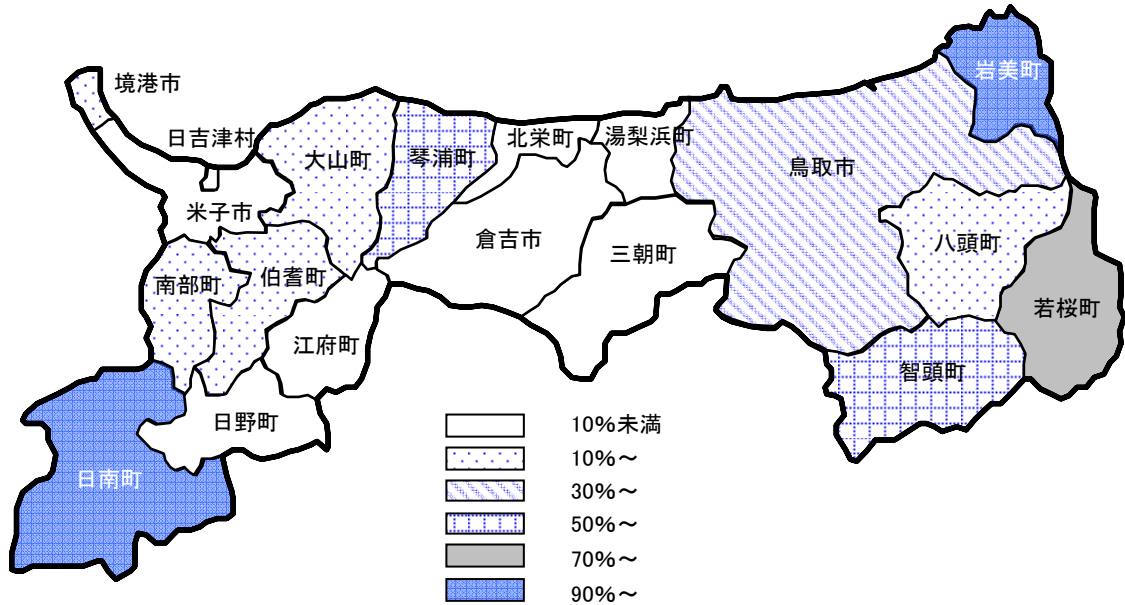 境港市
岩美町
日吉津村
大山町
琴浦町
北栄町
湯梨浜町
鳥取市
米子市
倉吉市
三朝町
八頭町
南部町
伯耆町
若桜町
江府町
智頭町
日野町
日南町
10%未満
10%～
30%～
50%～
70%～
90%～